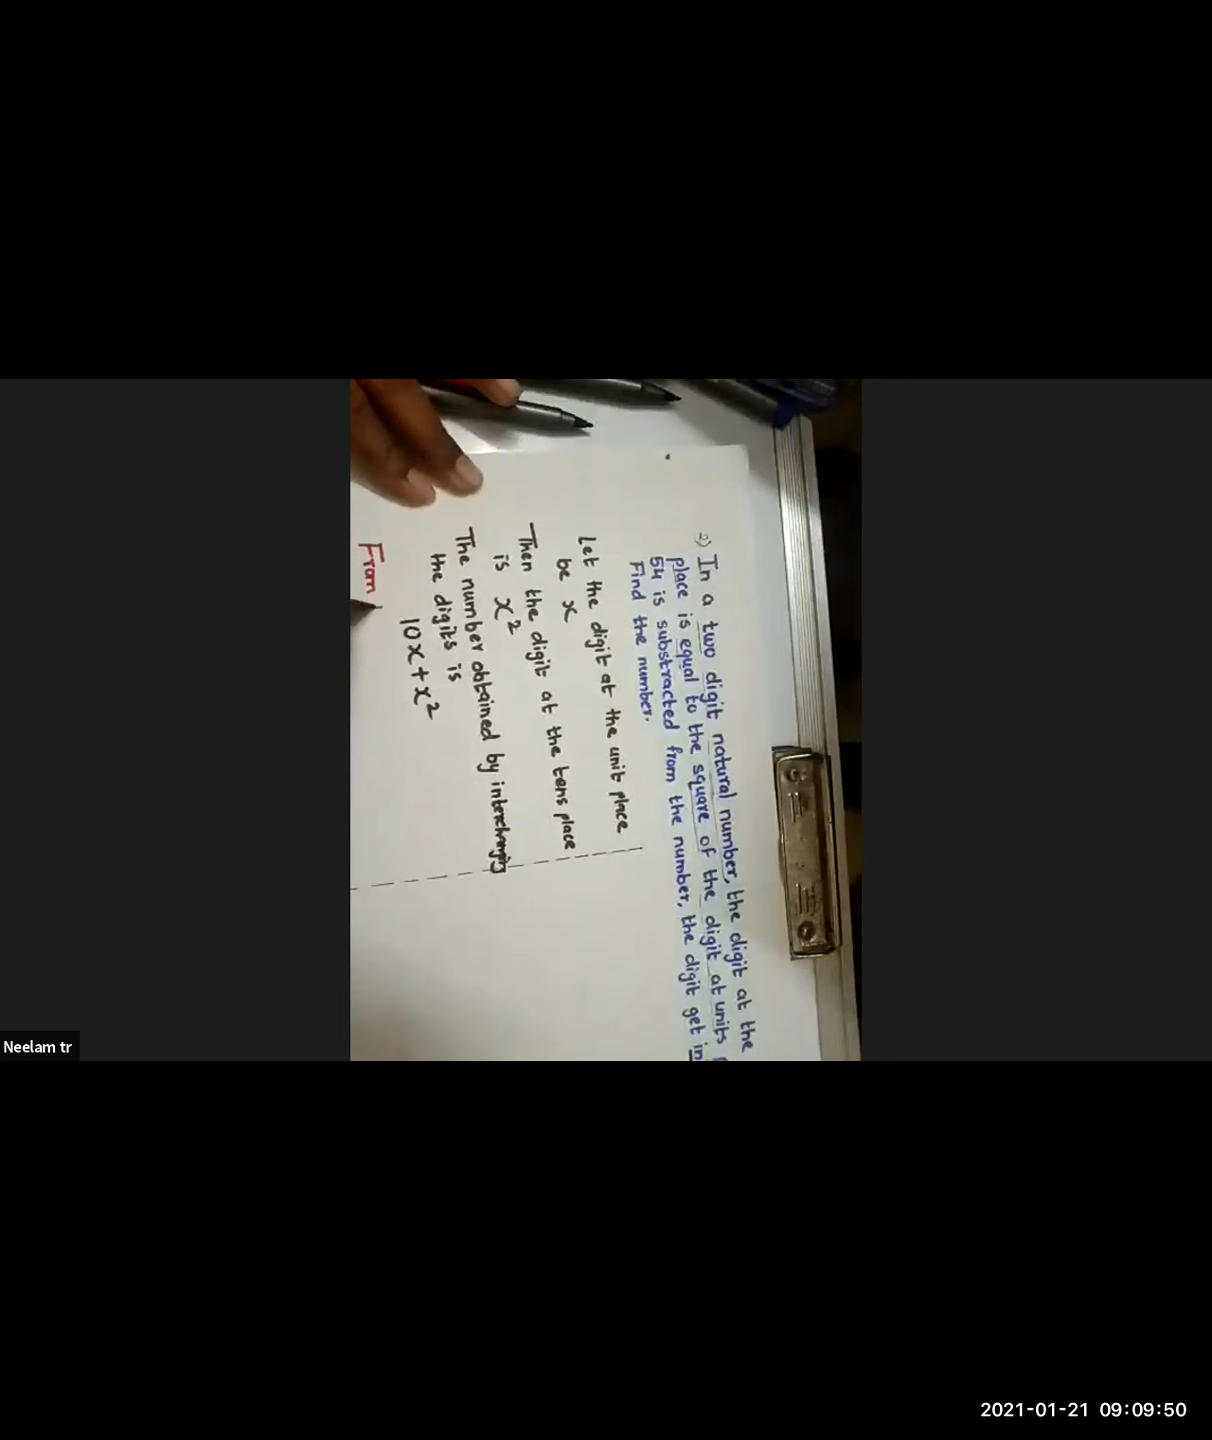 2) In a two digit natural number, the digit at the
place is equal to the square of the digit at units
54 is substracted from the number, the digit get in
Find the number.
Let the digit at the unit place
be x
Then the digit at the tens place
is x²
The number obtained by interchanging
the digits is
10x + x²
From
Neelam tr
2021-01-21 09:09:50